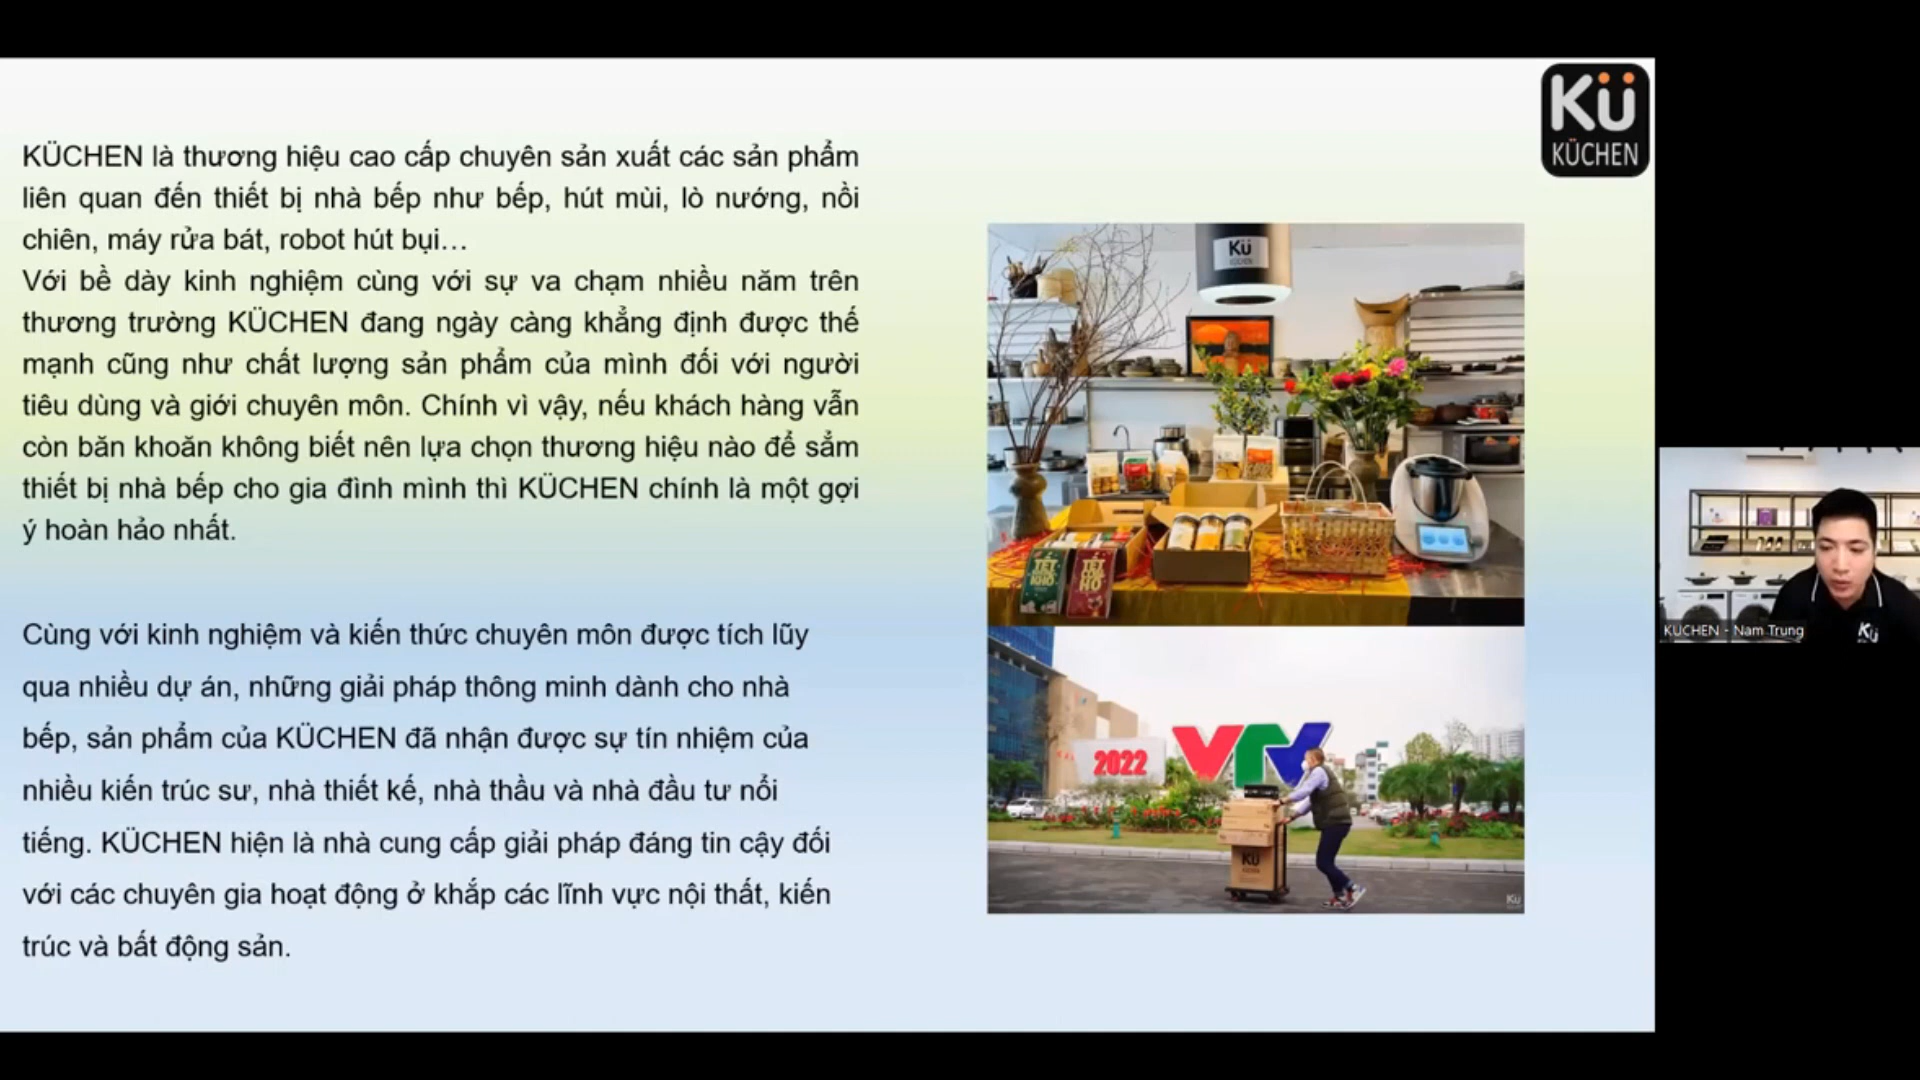 KÜCHEN là thương hiệu cao cấp chuyên sản xuất các sản phẩm
liên quan đến thiết bị nhà bếp như bếp, hút mùi, lò nướng, nồi
chiên, máy rửa bát, robot hút bụi…
Với bề dày kinh nghiệm cùng với sự va chạm nhiều năm trên
thương trường KÜCHEN đang ngày càng khẳng định được thế
mạnh cũng như chất lượng sản phẩm của mình đối với người
tiêu dùng và giới chuyên môn. Chính vì vậy, nếu khách hàng vẫn
còn băn khoăn không biết nên lựa chọn thương hiệu nào để sắm
thiết bị nhà bếp cho gia đình mình thì KÜCHEN chính là một gợi
ý hoàn hảo nhất.
Cùng với kinh nghiệm và kiến thức chuyên môn được tích lũy
qua nhiều dự án, những giải pháp thông minh dành cho nhà
bếp, sản phẩm của KÜCHEN đã nhận được sự tín nhiệm của
nhiều kiến trúc sư, nhà thiết kế, nhà thầu và nhà đầu tư nổi
tiếng. KÜCHEN hiện là nhà cung cấp giải pháp đáng tin cậy đối
với các chuyên gia hoạt động ở khắp các lĩnh vực nội thất, kiến
trúc và bất động sản.
Kü
KÜCHEN
Kü
KÜCHEN
TẾT
TẾT
2022
VTV
Kü
Kü
KÜCHEN - Nam Trung
Kü